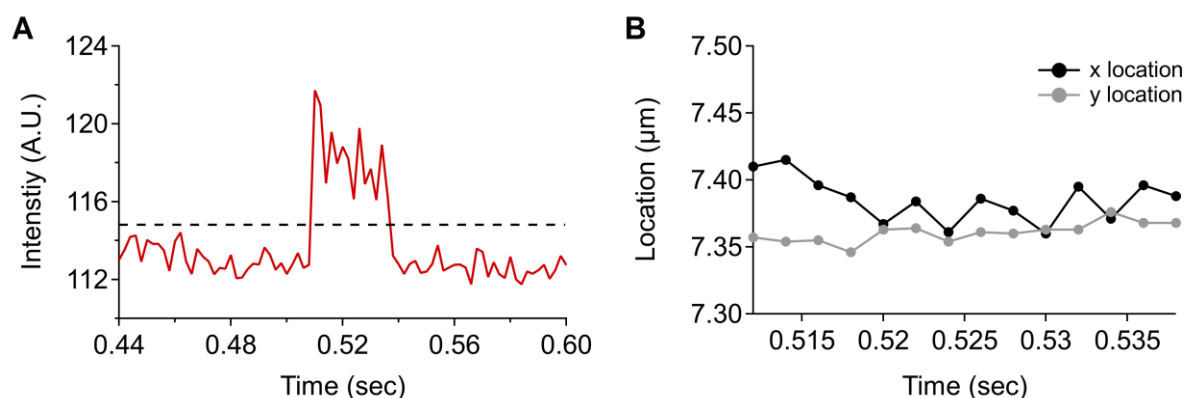 A
Intenstiy (A.U.)
124
120
116
112
0.44
0.48
0.52
0.56
0.60
Time (sec)
B
Location (µm)
7.50
7.45
7.40
7.35
7.30
x location
y location
0.515
0.52
0.525
0.53
0.535
Time (sec)